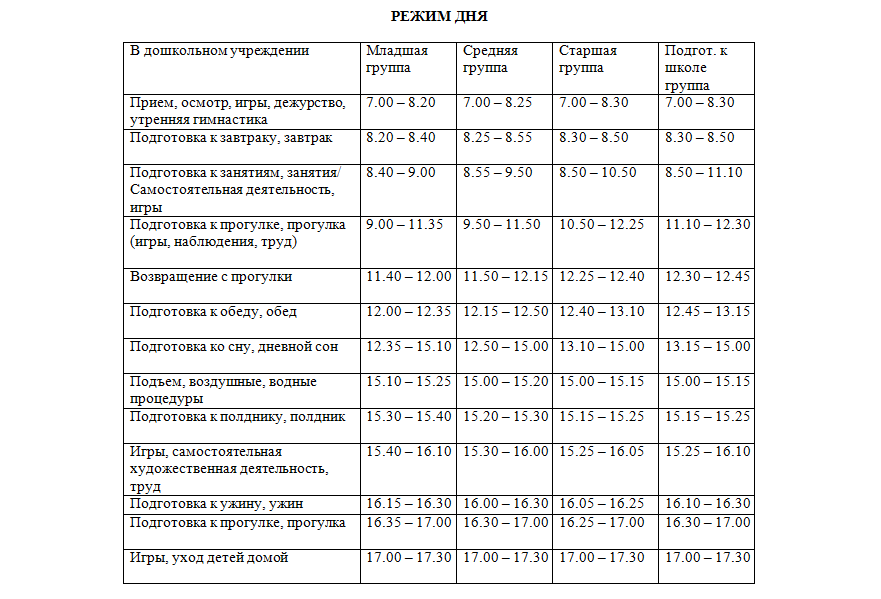 РЕЖИМ ДНЯ
В дошкольном учреждении Младшая Средняя Старшая Подгот. к
группа группа группа школе
группа
Прием, осмотр, игры, дежурство, 7.00 – 8.20 7.00 – 8.25 7.00 – 8.30 7.00 – 8.30
утренняя гимнастика
Подготовка к завтраку, завтрак 8.20 – 8.40 8.25 – 8.55 8.30 – 8.50 8.30 – 8.50
Подготовка к занятиям, занятия/ 8.40 – 9.00 8.55 – 9.50 8.50 – 10.50 8.50 – 11.10
Самостоятельная деятельность,
игры
Подготовка к прогулке, прогулка 9.00 – 11.35 9.50 – 11.50 10.50 – 12.25 11.10 – 12.30
(игры, наблюдения, труд)
Возвращение с прогулки 11.40 – 12.00 11.50 – 12.15 12.25 – 12.40 12.30 – 12.45
Подготовка к обеду, обед 12.00 – 12.35 12.15 – 12.50 12.40 – 13.10 12.45 – 13.15
Подготовка ко сну, дневной сон 12.35 – 15.10 12.50 – 15.00 13.10 – 15.00 13.15 – 15.00
Подъем, воздушные, водные 15.10 – 15.25 15.00 – 15.20 15.00 – 15.15 15.00 – 15.15
процедуры
Подготовка к полднику, полдник 15.30 – 15.40 15.20 – 15.30 15.15 – 15.25 15.15 – 15.25
Игры, самостоятельная 15.40 – 16.10 15.30 – 16.00 15.25 – 16.05 15.25 – 16.10
художественная деятельность,
труд
Подготовка к ужину, ужин 16.15 – 16.30 16.00 – 16.30 16.05 – 16.25 16.10 – 16.30
Подготовка к прогулке, прогулка 16.35 – 17.00 16.30 – 17.00 16.25 – 17.00 16.30 – 17.00
Игры, уход детей домой 17.00 – 17.30 17.00 – 17.30 17.00 – 17.30 17.00 – 17.30